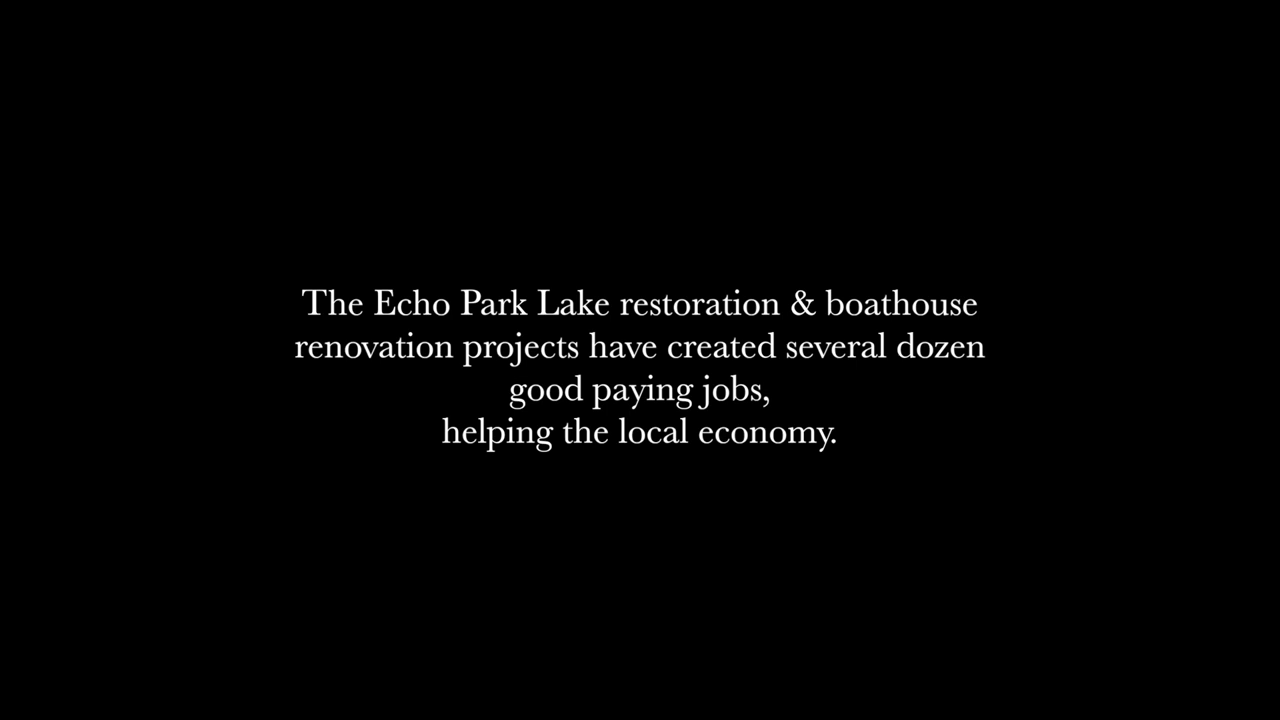 The Echo Park Lake restoration & boathouse
renovation projects have created several dozen
good paying jobs,
helping the local economy.